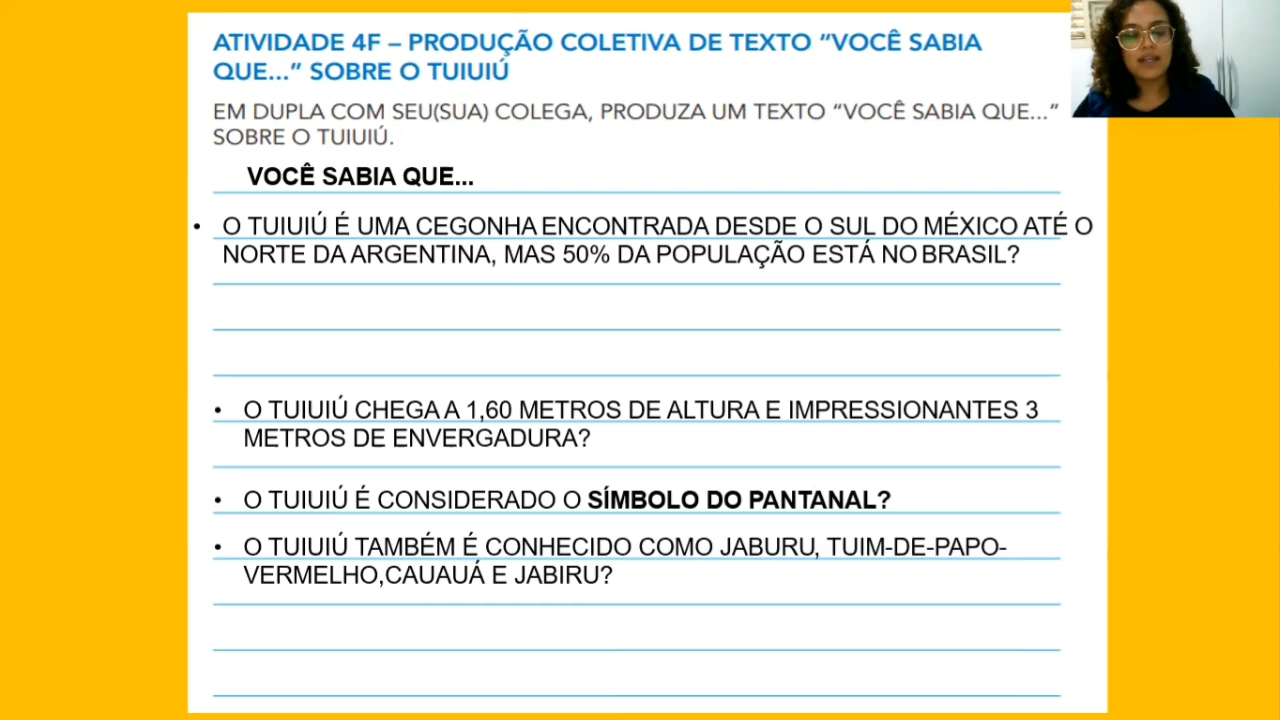 ATIVIDADE 4F – PRODUÇÃO COLETIVA DE TEXTO “VOCÊ SABIA
QUE...” SOBRE O TUIUIÚ
EM DUPLA COM SEU(SUA) COLEGA, PRODUZA UM TEXTO “VOCÊ SABIA QUE...”
SOBRE O TUIUIÚ.
VOCÊ SABIA QUE...
• O TUIUIÚ É UMA CEGONHA ENCONTRADA DESDE O SUL DO MÉXICO ATÉ O
NORTE DA ARGENTINA, MAS 50% DA POPULAÇÃO ESTÁ NO BRASIL?
• O TUIUIÚ CHEGA A 1,60 METROS DE ALTURA E IMPRESSIONANTES 3
METROS DE ENVERGADURA?
• O TUIUIÚ É CONSIDERADO O SÍMBOLO DO PANTANAL?
• O TUIUIÚ TAMBÉM É CONHECIDO COMO JABURU, TUIM-DE-PAPO-
VERMELHO,CAUAUÁ E JABIRU?